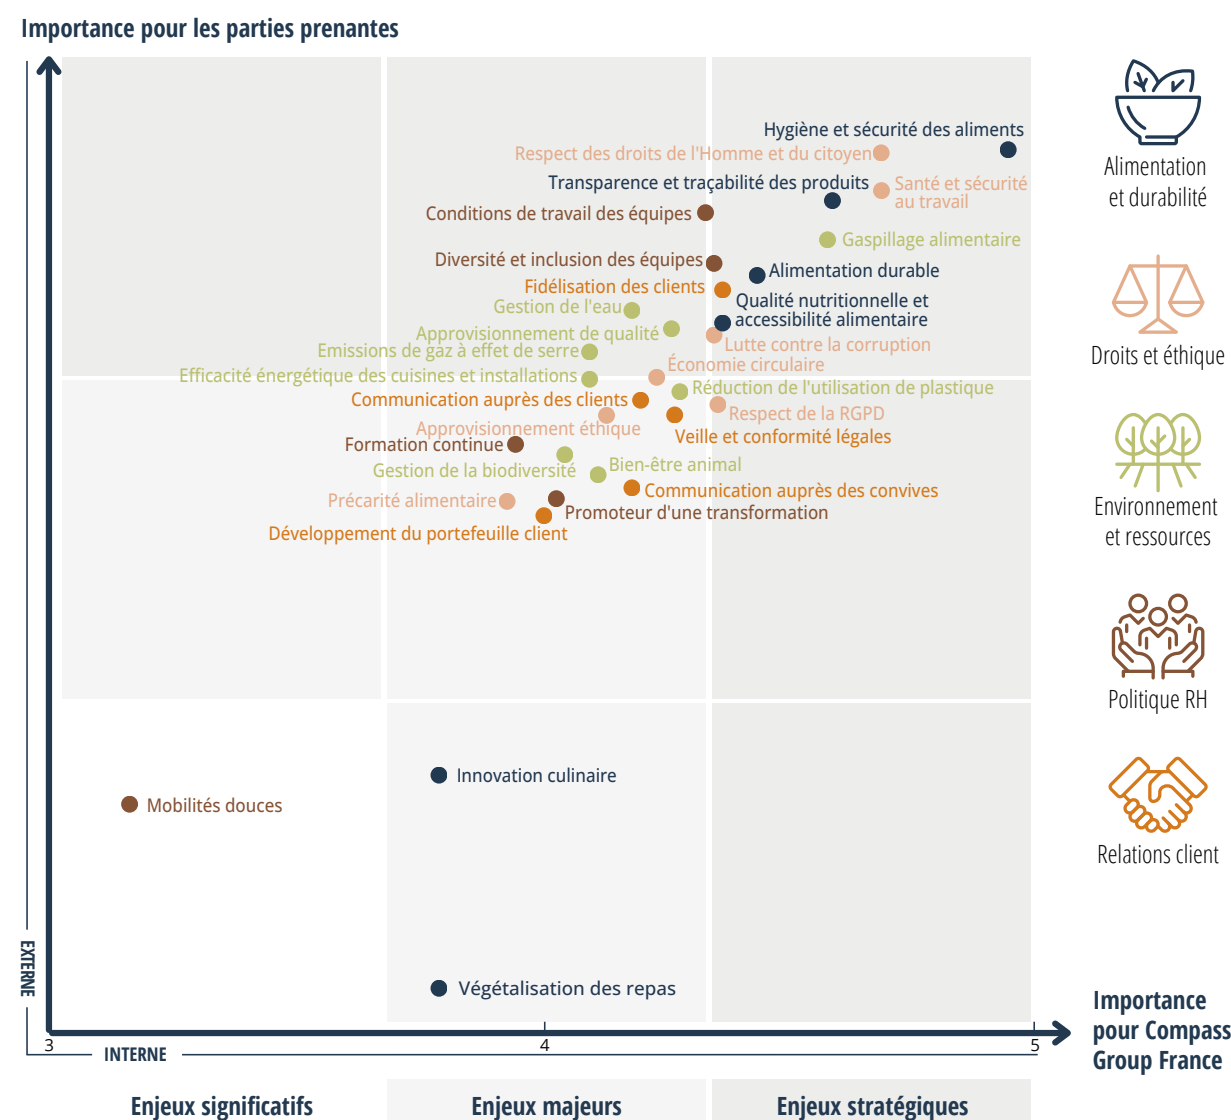 Importance pour les parties prenantes
Hygiène et sécurité des aliments
Respect des droits de l'Homme et du citoyen
Transparence et traçabilité des produits
Santé et sécurité
au travail
Conditions de travail des équipes
Gaspillage alimentaire
Diversité et inclusion des équipes
Alimentation durable
Fidélisation des clients
Gestion de l'eau
Qualité nutritionnelle et
accessibilité alimentaire
Approvisionnement de qualité
Lutte contre la corruption
Emissions de gaz à effet de serre
Économie circulaire
Efficacité énergétique des cuisines et installations
Réduction de l'utilisation de plastique
Communication auprès des clients
Respect de la RGPD
Approvisionnement éthique
Veille et conformité légales
Formation continue
Gestion de la biodiversité
Bien-être animal
Communication auprès des convives
Précarité alimentaire
Promoteur d'une transformation
Développement du portefeuille client
Innovation culinaire
Mobilités douces
Végétalisation des repas
Alimentation
et durabilité
Droits et éthique
Environnement
et ressources
Politique RH
Relations client
EXTERNE
3
4
5
INTERNE
Importance
pour Compass
Group France
Enjeux significatifs
Enjeux majeurs
Enjeux stratégiques